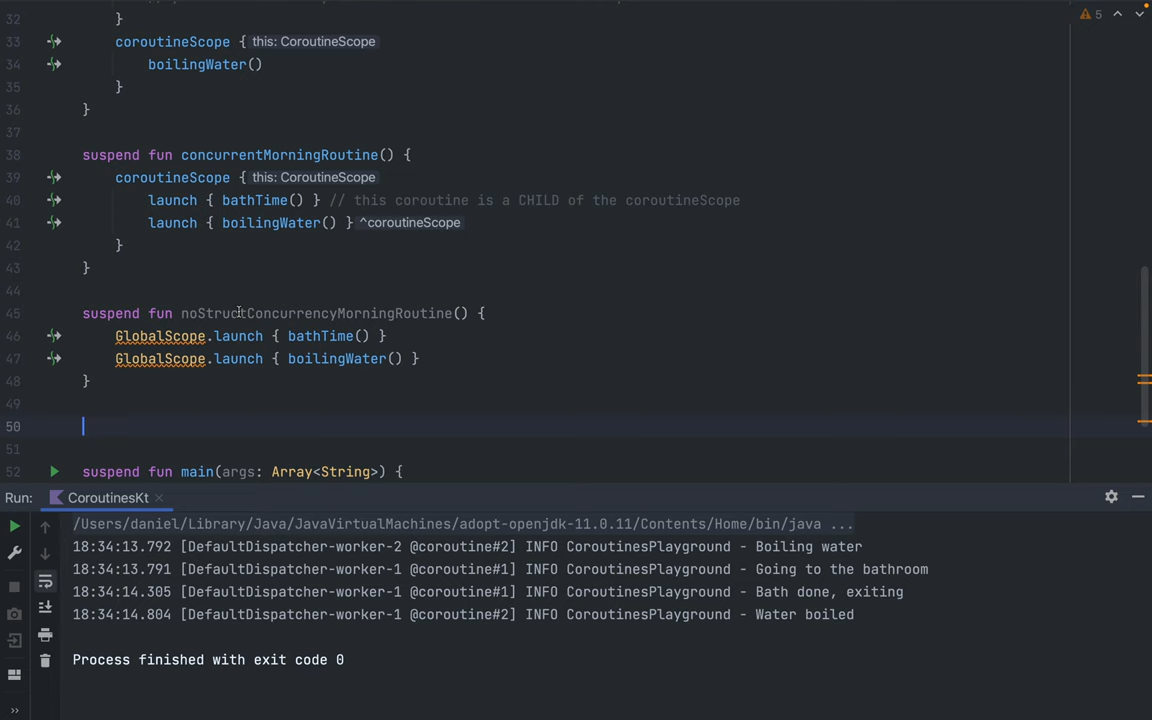 5
32 }
33 coroutineScope { this: CoroutineScope
34 boilingWater()
35 }
36 }
37
38 suspend fun concurrentMorningRoutine() {
39 coroutineScope { this: CoroutineScope
40 launch { bathTime() } // this coroutine is a CHILD of the coroutineScope
41 launch { boilingWater() } ^coroutineScope
42 }
43 }
44
45 suspend fun noStructConcurrencyMorningRoutine() {
46 GlobalScope.launch { bathTime() }
47 GlobalScope.launch { boilingWater() }
48 }
49
50
51
52 suspend fun main(args: Array<String>) {
Run: CoroutinesKt ×
/Users/daniel/Library/Java/JavaVirtualMachines/adopt-openjdk-11.0.11/Contents/Home/bin/java ...
18:34:13.792 [DefaultDispatcher-worker-2 @coroutine#2] INFO CoroutinesPlayground - Boiling water
18:34:13.791 [DefaultDispatcher-worker-1 @coroutine#1] INFO CoroutinesPlayground - Going to the bathroom
18:34:14.305 [DefaultDispatcher-worker-1 @coroutine#1] INFO CoroutinesPlayground - Bath done, exiting
18:34:14.804 [DefaultDispatcher-worker-1 @coroutine#2] INFO CoroutinesPlayground - Water boiled
Process finished with exit code 0